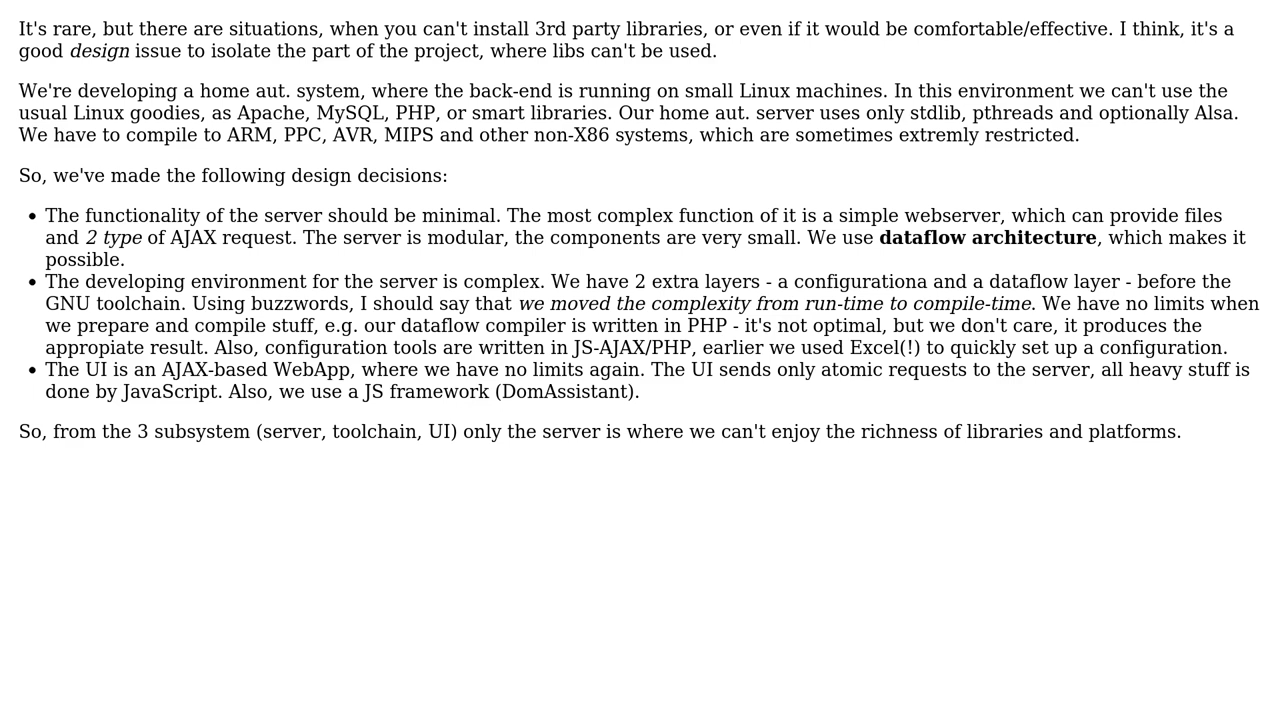 It's rare, but there are situations, when you can't install 3rd party libraries, or even if it would be comfortable/effective. I think, it's a
good design issue to isolate the part of the project, where libs can't be used.
We're developing a home aut. system, where the back-end is running on small Linux machines. In this environment we can't use the
usual Linux goodies, as Apache, MySQL, PHP, or smart libraries. Our home aut. server uses only stdlib, pthreads and optionally Alsa.
We have to compile to ARM, PPC, AVR, MIPS and other non-X86 systems, which are sometimes extremly restricted.
So, we've made the following design decisions:
• The functionality of the server should be minimal. The most complex function of it is a simple webserver, which can provide files
and 2 type of AJAX request. The server is modular, the components are very small. We use dataflow architecture, which makes it
possible.
• The developing environment for the server is complex. We have 2 extra layers - a configurationa and a dataflow layer - before the
GNU toolchain. Using buzzwords, I should say that we moved the complexity from run-time to compile-time. We have no limits when
we prepare and compile stuff, e.g. our dataflow compiler is written in PHP - it's not optimal, but we don't care, it produces the
appropiate result. Also, configuration tools are written in JS-AJAX/PHP, earlier we used Excel(!) to quickly set up a configuration.
• The UI is an AJAX-based WebApp, where we have no limits again. The UI sends only atomic requests to the server, all heavy stuff is
done by JavaScript. Also, we use a JS framework (DomAssistant).
So, from the 3 subsystem (server, toolchain, UI) only the server is where we can't enjoy the richness of libraries and platforms.